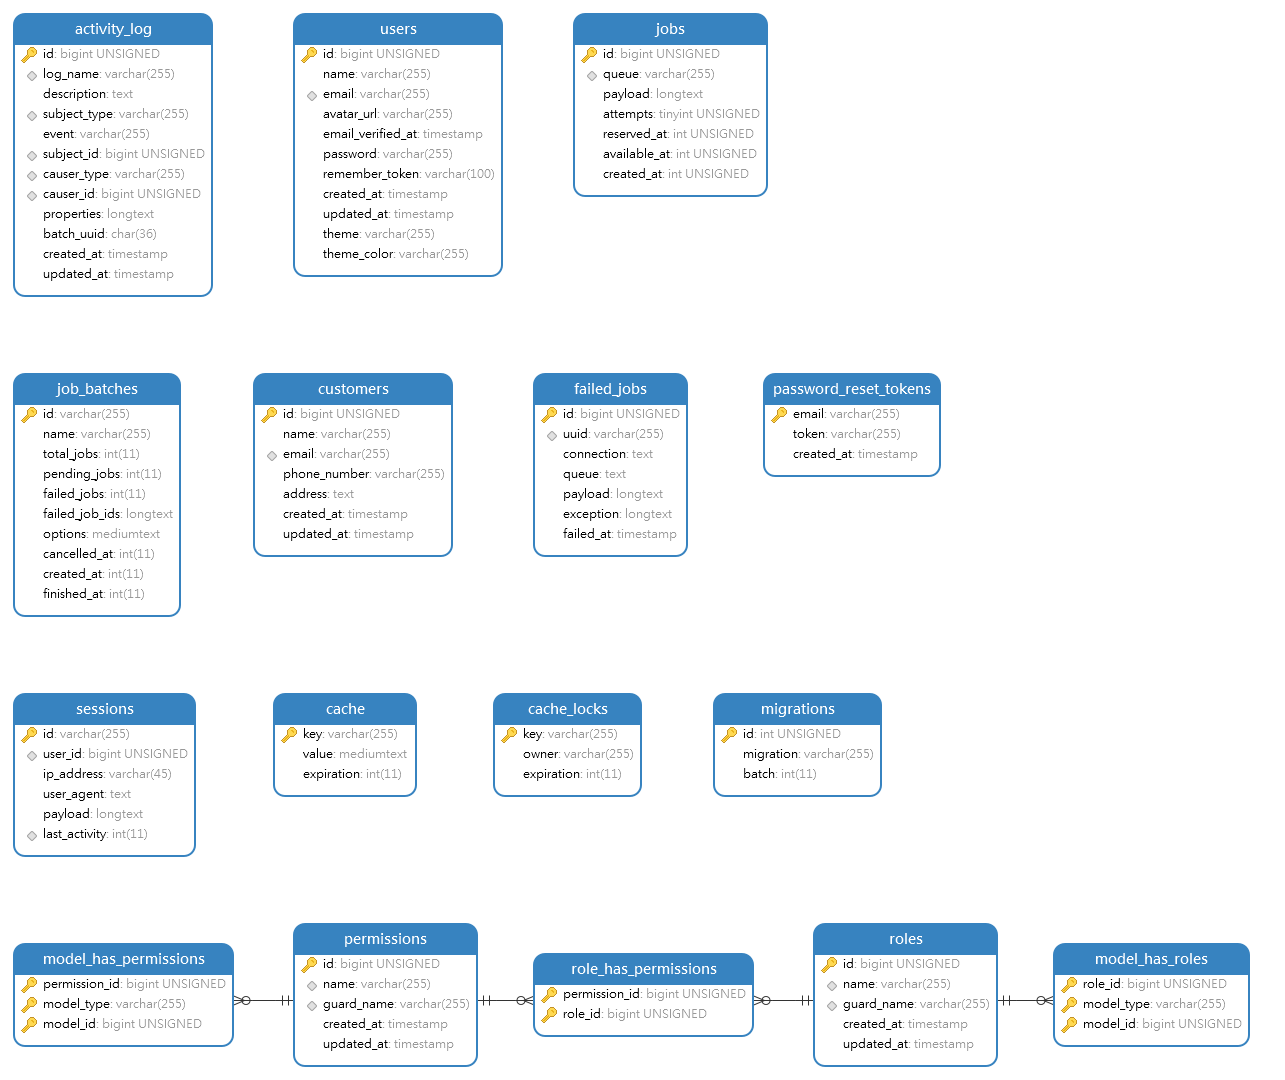 activity_log
id: bigint UNSIGNED
log_name: varchar(255)
description: text
subject_type: varchar(255)
event: varchar(255)
subject_id: bigint UNSIGNED
causer_type: varchar(255)
causer_id: bigint UNSIGNED
properties: longtext
batch_uuid: char(36)
created_at: timestamp
updated_at: timestamp
users
id: bigint UNSIGNED
name: varchar(255)
email: varchar(255)
avatar_url: varchar(255)
email_verified_at: timestamp
password: varchar(255)
remember_token: varchar(100)
created_at: timestamp
updated_at: timestamp
theme: varchar(255)
theme_color: varchar(255)
jobs
id: bigint UNSIGNED
queue: varchar(255)
payload: longtext
attempts: tinyint UNSIGNED
reserved_at: int UNSIGNED
available_at: int UNSIGNED
created_at: int UNSIGNED
job_batches
id: varchar(255)
name: varchar(255)
total_jobs: int(11)
pending_jobs: int(11)
failed_jobs: int(11)
failed_job_ids: longtext
options: mediumtext
cancelled_at: int(11)
created_at: int(11)
finished_at: int(11)
customers
id: bigint UNSIGNED
name: varchar(255)
email: varchar(255)
phone_number: varchar(255)
address: text
created_at: timestamp
updated_at: timestamp
failed_jobs
id: bigint UNSIGNED
uuid: varchar(255)
connection: text
queue: text
payload: longtext
exception: longtext
failed_at: timestamp
password_reset_tokens
email: varchar(255)
token: varchar(255)
created_at: timestamp
sessions
id: varchar(255)
user_id: bigint UNSIGNED
ip_address: varchar(45)
user_agent: text
payload: longtext
last_activity: int(11)
cache
key: varchar(255)
value: mediumtext
expiration: int(11)
cache_locks
key: varchar(255)
owner: varchar(255)
expiration: int(11)
migrations
id: int UNSIGNED
migration: varchar(255)
batch: int(11)
model_has_permissions
permission_id: bigint UNSIGNED
model_type: varchar(255)
model_id: bigint UNSIGNED
permissions
id: bigint UNSIGNED
name: varchar(255)
guard_name: varchar(255)
created_at: timestamp
updated_at: timestamp
role_has_permissions
permission_id: bigint UNSIGNED
role_id: bigint UNSIGNED
roles
id: bigint UNSIGNED
name: varchar(255)
guard_name: varchar(255)
created_at: timestamp
updated_at: timestamp
model_has_roles
role_id: bigint UNSIGNED
model_type: varchar(255)
model_id: bigint UNSIGNED